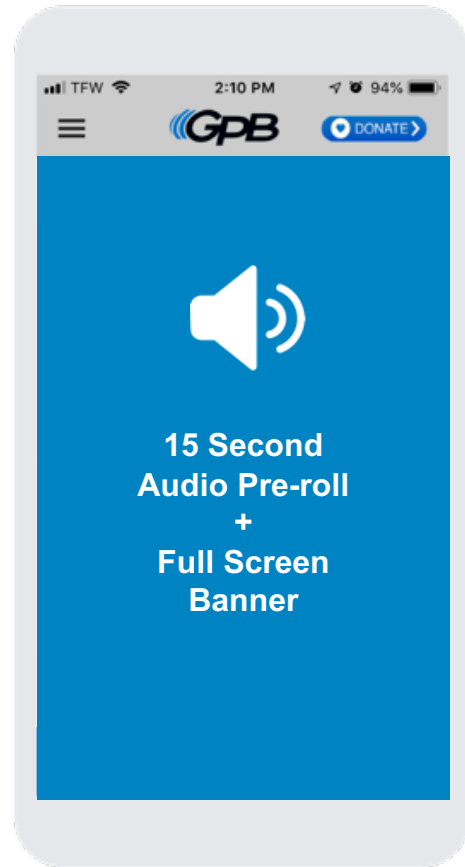 TFW 2:10 PM 94%
GPB DONATE
15 Second
Audio Pre-roll
+
Full Screen
Banner